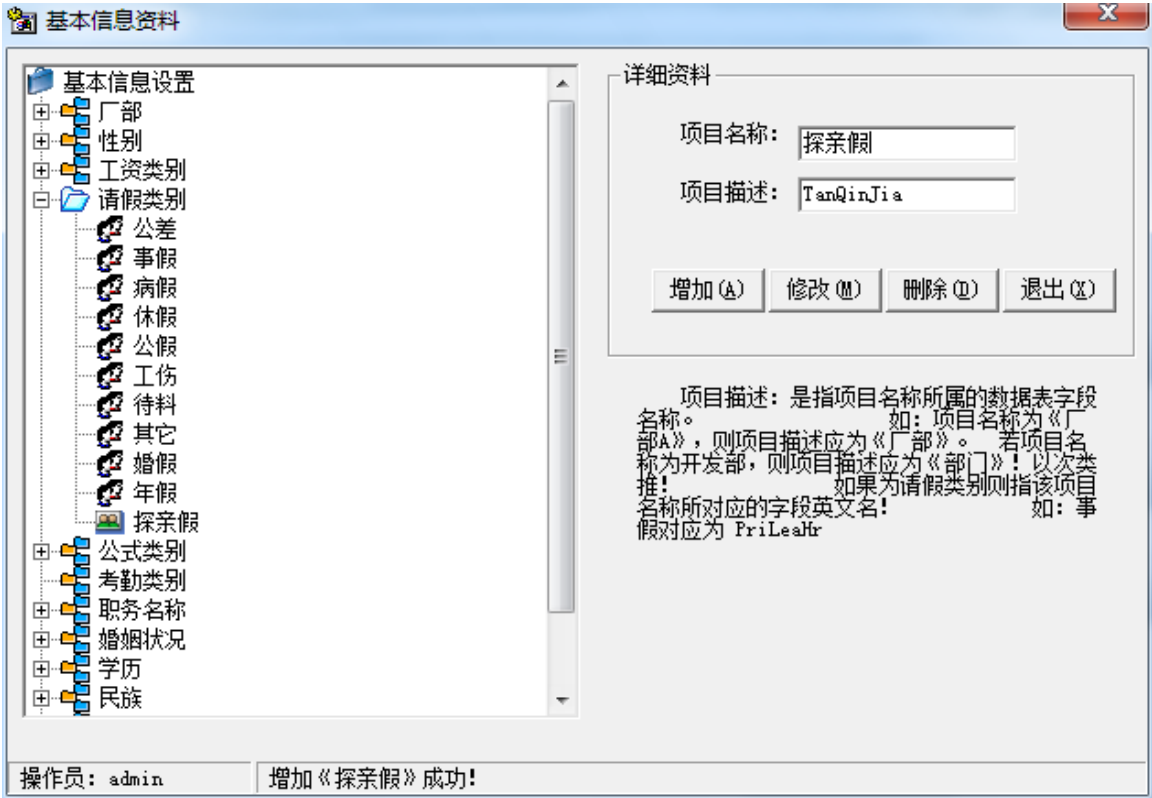 基本信息资料
基本信息设置
厂部
性别
工资类别
请假类别
公差
事假
病假
休假
公假
工伤
待料
其它
婚假
年假
探亲假
公式类别
考勤类别
职务名称
婚姻状况
学历
民族
详细资料
项目名称: 探亲假
项目描述: TanQinJia
增加(A) 修改(M) 删除(D) 退出(X)
项目描述: 是指项目名称所属的数据表字段
名称。 如: 项目名称为《厂
部A》, 则项目描述应为《厂部》。 若项目名
称为开发部, 则项目描述应为《部门》! 以次类
推! 如果为请假类别则指该项目
名称所对应的字段英文名! 如: 事
假对应为 PriLeaHr
操作员: admin 增加《探亲假》成功!